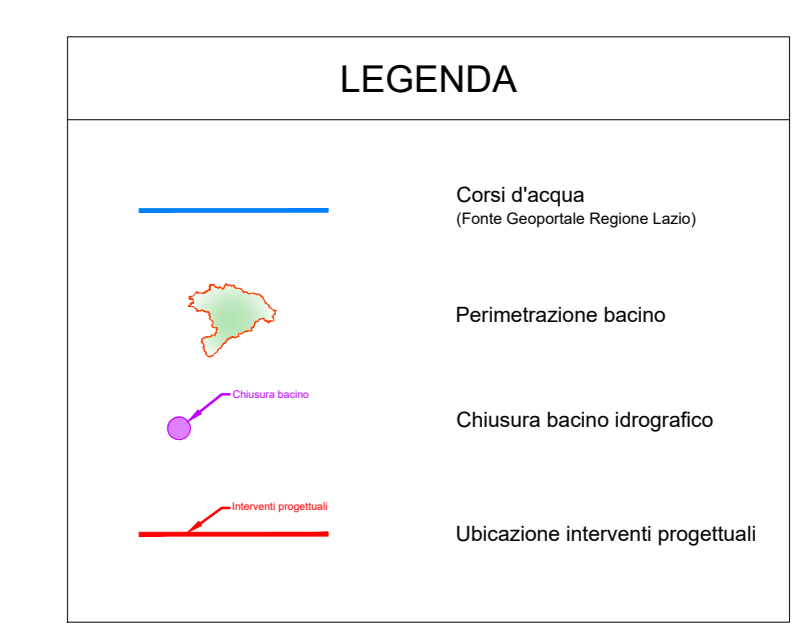 LEGENDA
Corsi d'acqua
(Fonte Geoportale Regione Lazio)
Perimetrazione bacino
Chiusura bacino
Chiusura bacino idrografico
Interventi progettuali
Ubicazione interventi progettuali